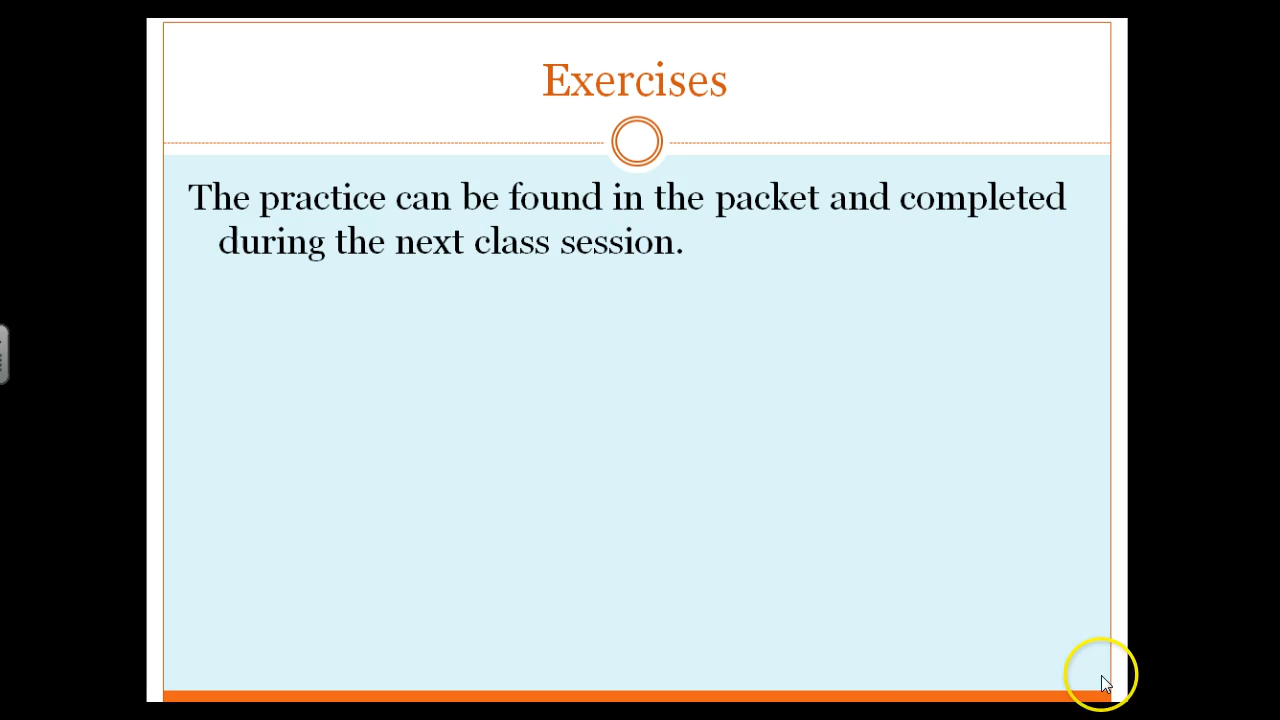 Exercises
The practice can be found in the packet and completed
during the next class session.